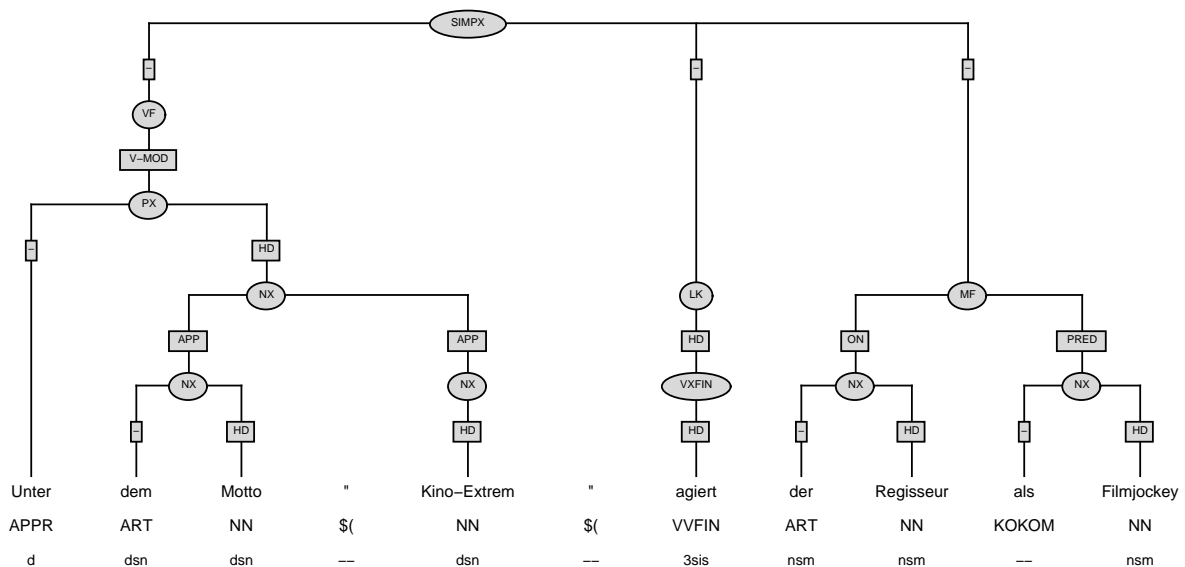 SIMPX
– – –
VF
V–MOD
PX
– HD
NX LK MF
APP APP HD ON PRED
NX NX VXFIN NX NX
– HD HD HD – HD – HD
Unter dem Motto " Kino–Extrem " agiert der Regisseur als Filmjockey
APPR ART NN $( NN $( VVFIN ART NN KOKOM NN
d dsn dsn –– dsn –– 3sis nsm nsm –– nsm